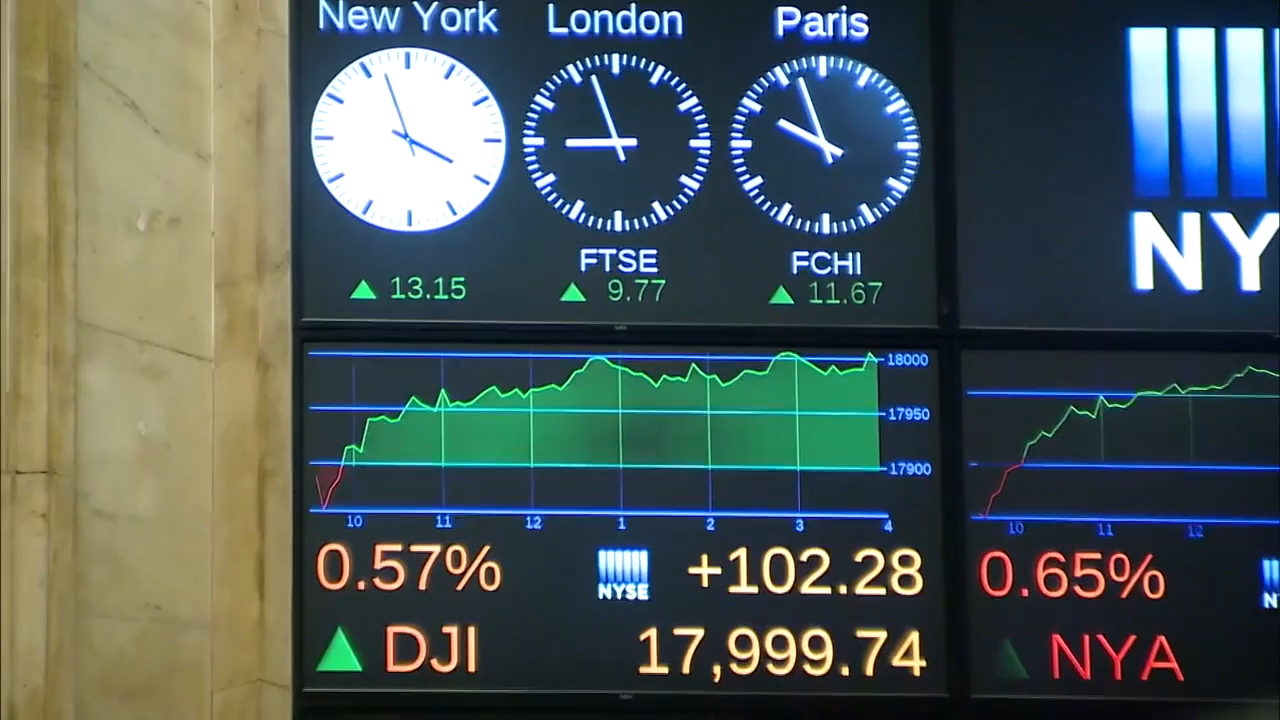 New York London Paris
FTSE FCHI
13.15 9.77 11.67
NY
18000
17950
17900
10 11 12 1 2 3 4
10 11 12
0.57% NYSE +102.28
DJI 17,999.74
0.65%
NYA